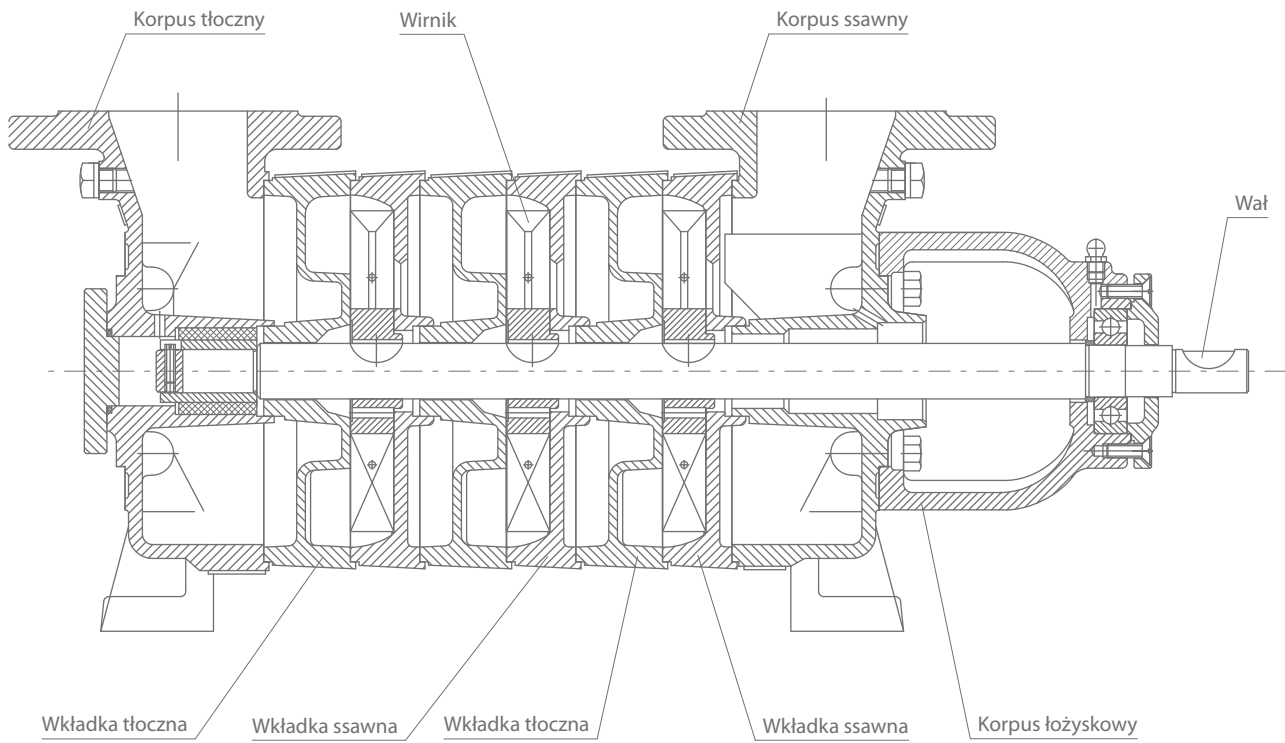 Korpus tłoczny
Wirnik
Korpus ssawny
Wał
Wkładka tłoczna
Wkładka ssawna
Wkładka tłoczna
Wkładka ssawna
Korpus łożyskowy